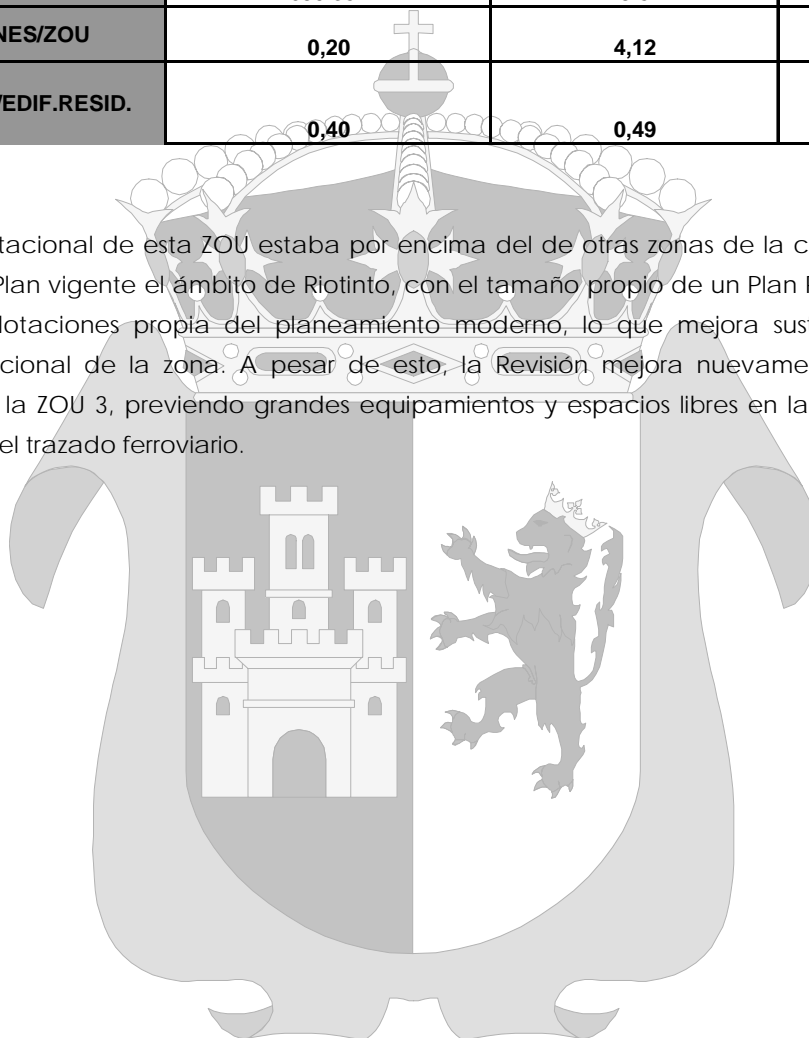 NES/ZOU 0,20 4,12
/EDIF.RESID. 0,40 0,49
tacional de esta ZOU estaba por encima del de otras zonas de la c
Plan vigente el ámbito de Riotinto, con el tamaño propio de un Plan
dotaciones propia del planeamiento moderno, lo que mejora sust
cional de la zona. A pesar de esto, la Revisión mejora nuevame
la ZOU 3, previendo grandes equipamientos y espacios libres en la
el trazado ferroviario.